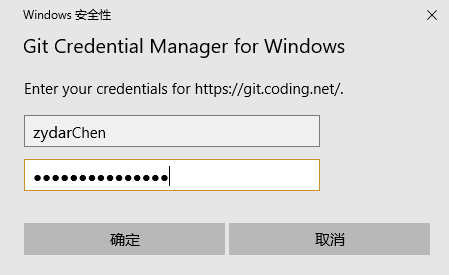 Windows 安全性
Git Credential Manager for Windows
Enter your credentials for https://git.coding.net/.
zydarChen
●●●●●●●●●●●●●●●
确定
取消